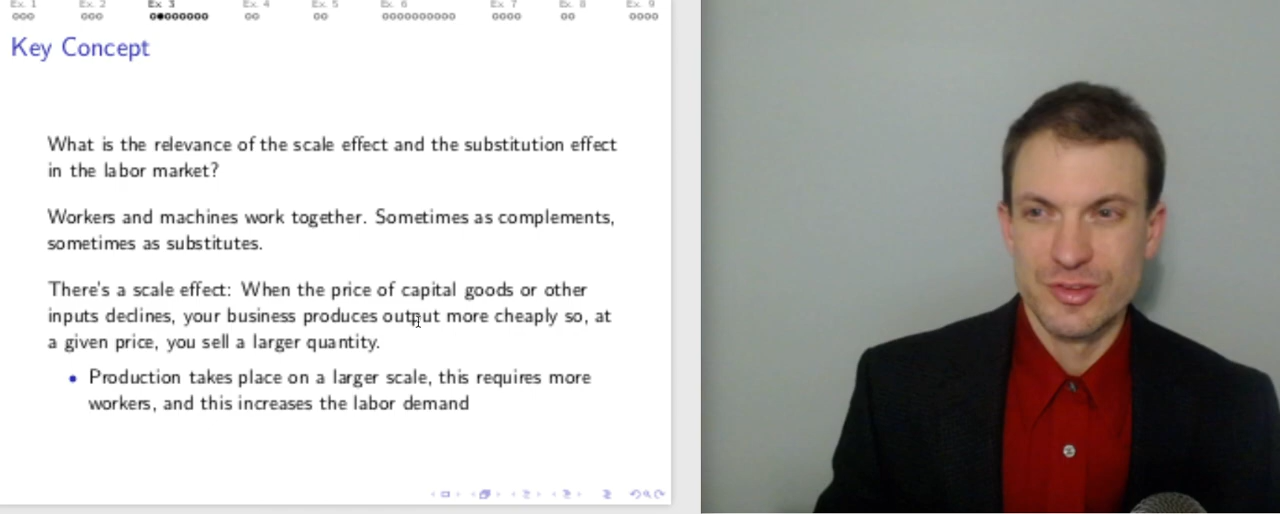 Ex. 1 Ex. 2 Ex. 3 Ex. 4 Ex. 5 Ex. 6 Ex. 7 Ex. 8 Ex. 9
Key Concept
What is the relevance of the scale effect and the substitution effect
in the labor market?
Workers and machines work together. Sometimes as complements,
sometimes as substitutes.
There's a scale effect: When the price of capital goods or other
inputs declines, your business produces output more cheaply so, at
a given price, you sell a larger quantity.
• Production takes place on a larger scale, this requires more
workers, and this increases the labor demand